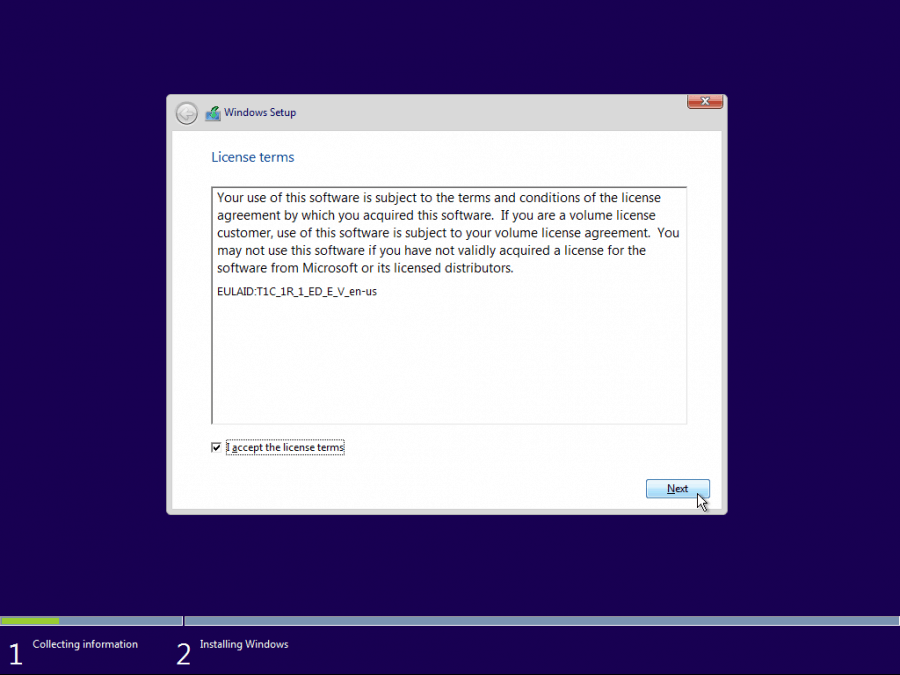 Windows Setup
License terms
Your use of this software is subject to the terms and conditions of the license
agreement by which you acquired this software.  If you are a volume license
customer, use of this software is subject to your volume license agreement.  You
may not use this software if you have not validly acquired a license for the
software from Microsoft or its licensed distributors.
EULAID:T1C_1R_1_ED_E_V_en-us
I accept the license terms
Next
1 Collecting information
2 Installing Windows